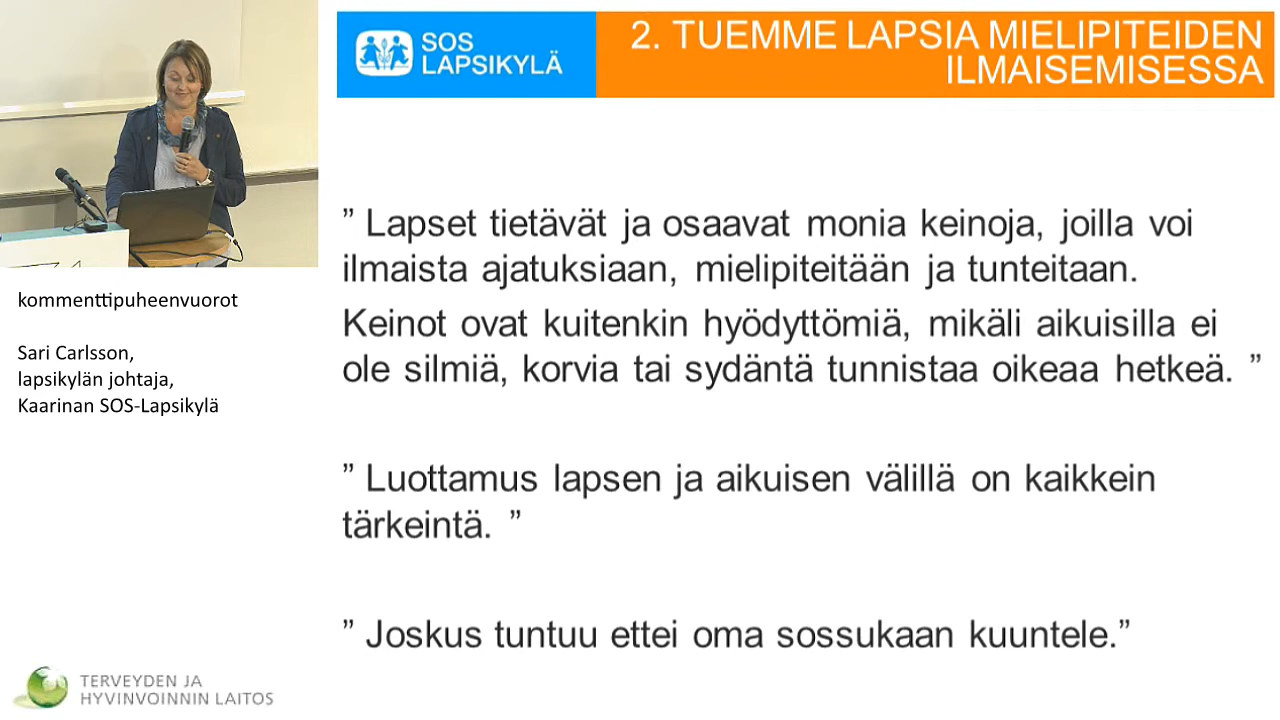 SOS
LAPSIKYLÄ
2. TUEMME LAPSIA MIELIPITEIDEN
ILMAISEMISESSA
” Lapset tietävät ja osaavat monia keinoja, joilla voi
ilmaista ajatuksiaan, mielipiteitään ja tunteitaan.
Keinot ovat kuitenkin hyödyttömiä, mikäli aikuisilla ei
ole silmiä, korvia tai sydäntä tunnistaa oikeaa hetkeä. ”
” Luottamus lapsen ja aikuisen välillä on kaikkein
tärkeintä. ”
” Joskus tuntuu ettei oma sossukaan kuuntele.”
kommenttipuheenvuorot
Sari Carlsson,
lapsikylän johtaja,
Kaarinan SOS-Lapsikylä
TERVEYDEN JA
HYVINVOINNIN LAITOS